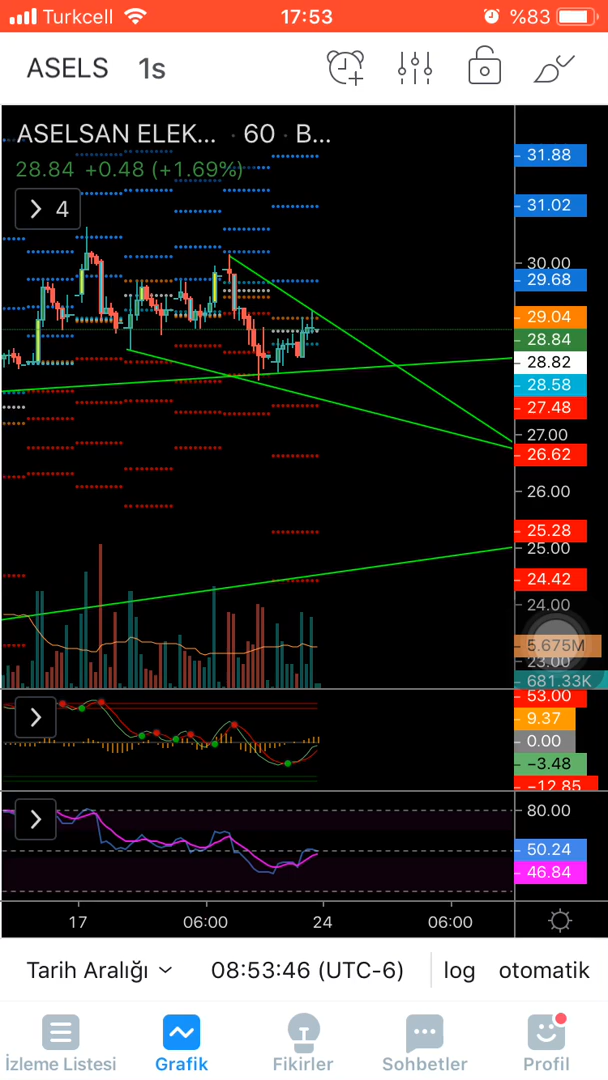 Turkcell 17:53 %83
ASELS 1s
ASELSAN ELEK... · 60 · B...
28.84 +0.48 (+1.69%)
4
31.88
31.02
30.00
29.68
29.04
28.84
28.82
28.58
27.48
27.00
26.62
26.00
25.28
25.00
24.42
24.00
5.675M
23.00
681.33K
53.00
9.37
0.00
−3.48
−12.85
80.00
50.24
46.84
17 06:00 24 06:00
Tarih Aralığı 08:53:46 (UTC-6) log otomatik
İzleme Listesi Grafik Fikirler Sohbetler Profil